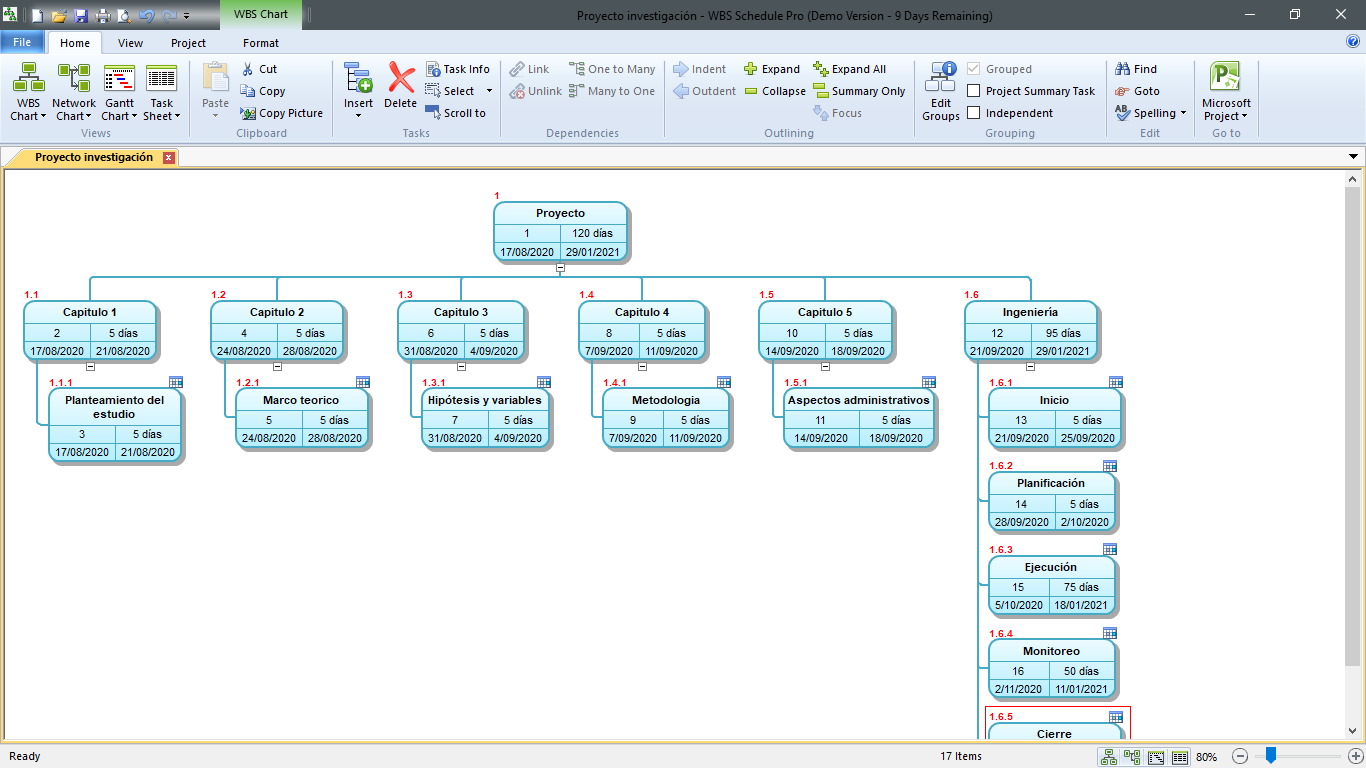 WBS Chart
Proyecto investigación - WBS Schedule Pro (Demo Version - 9 Days Remaining)
File
Home
View
Project
Format
WBS Chart
Network Chart
Gantt Chart
Task Sheet
Views
Paste
Cut
Copy
Copy Picture
Clipboard
Insert
Delete
Task Info
Select
Scroll to
Tasks
Link
Unlink
One to Many
Many to One
Dependencies
Indent
Outdent
Expand
Collapse
Expand All
Summary Only
Focus
Outlining
Edit Groups
Grouped
Project Summary Task
Independent
Grouping
Find
Goto
Spelling
Edit
Microsoft Project
Go to
Proyecto investigación
1
Proyecto
1 120 días
17/08/2020 29/01/2021
1.1
Capitulo 1
2 5 días
17/08/2020 21/08/2020
1.1.1
Planteamiento del
estudio
3 5 días
17/08/2020 21/08/2020
1.2
Capitulo 2
4 5 días
24/08/2020 28/08/2020
1.2.1
Marco teorico
5 5 días
24/08/2020 28/08/2020
1.3
Capitulo 3
6 5 días
31/08/2020 4/09/2020
1.3.1
Hipótesis y variables
7 5 días
31/08/2020 4/09/2020
1.4
Capitulo 4
8 5 días
7/09/2020 11/09/2020
1.4.1
Metodologia
9 5 días
7/09/2020 11/09/2020
1.5
Capitulo 5
10 5 días
14/09/2020 18/09/2020
1.5.1
Aspectos administrativos
11 5 días
14/09/2020 18/09/2020
1.6
Ingeniería
12 95 días
21/09/2020 29/01/2021
1.6.1
Inicio
13 5 días
21/09/2020 25/09/2020
1.6.2
Planificación
14 5 días
28/09/2020 2/10/2020
1.6.3
Ejecución
15 75 días
5/10/2020 18/01/2021
1.6.4
Monitoreo
16 50 días
2/11/2020 11/01/2021
1.6.5
Cierre
Ready
17 Items
80%